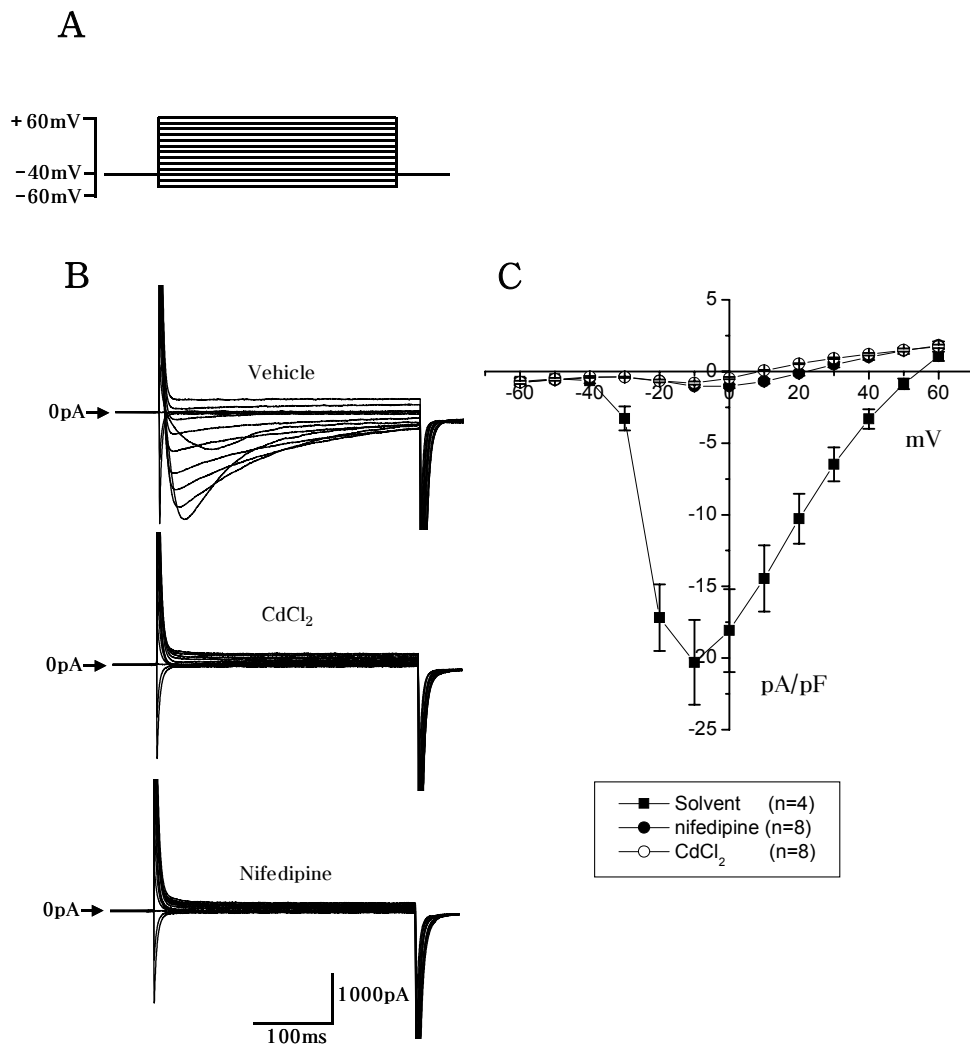 A
+60mV
−40mV
−60mV
B
Vehicle
0pA
CdCl₂
0pA
Nifedipine
0pA
1000pA
100ms
C
5
0
-5
-10
-15
-20
-25
-60
-40
-20
0
20
40
60
mV
pA/pF
Solvent (n=4)
nifedipine (n=8)
CdCl₂ (n=8)